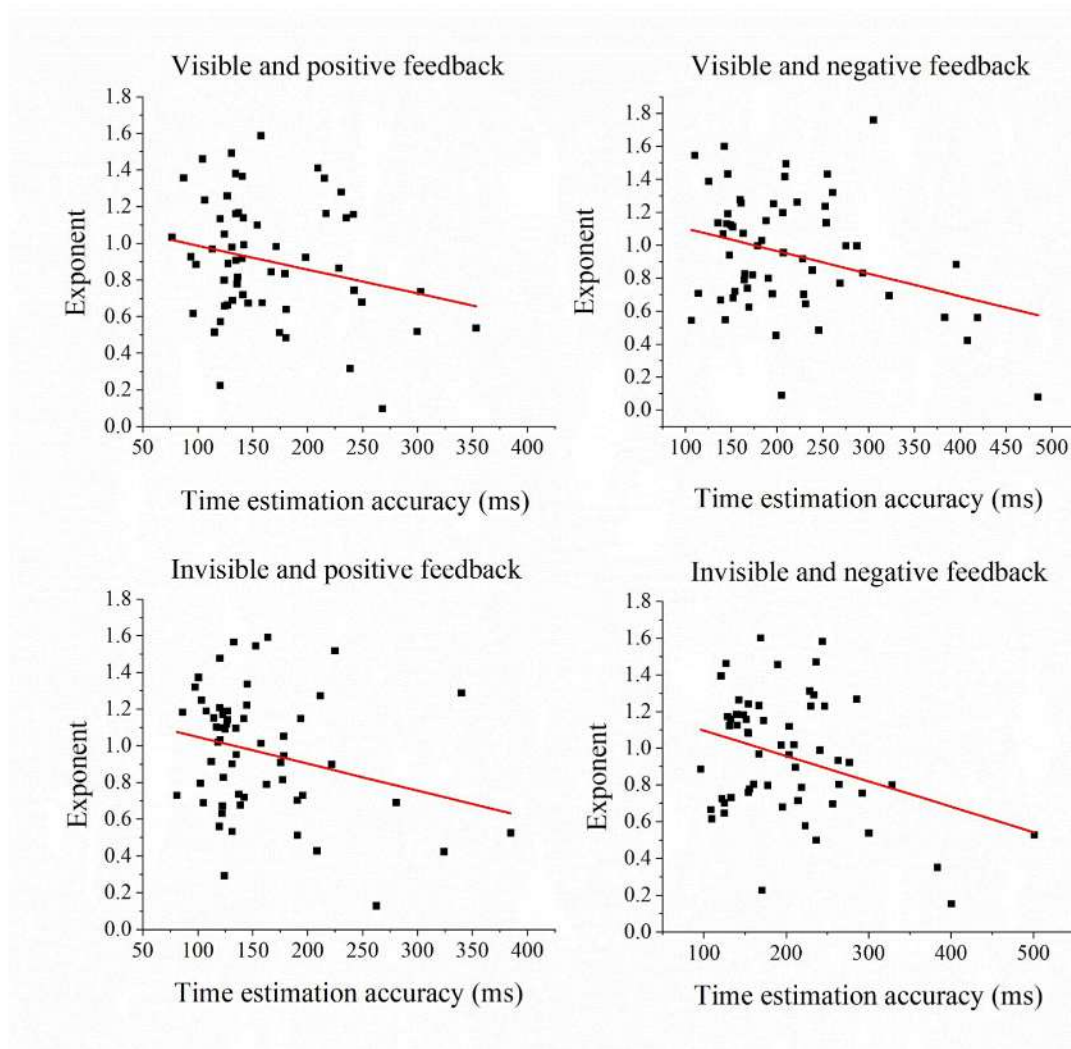 Visible and positive feedback
1.8
1.6
1.4
1.2
1.0
0.8
0.6
0.4
0.2
0.0
Exponent
50 100 150 200 250 300 350 400
Time estimation accuracy (ms)
Visible and negative feedback
1.8
1.6
1.4
1.2
1.0
0.8
0.6
0.4
0.2
0.0
Exponent
100 150 200 250 300 350 400 450 500
Time estimation accuracy (ms)
Invisible and positive feedback
1.8
1.6
1.4
1.2
1.0
0.8
0.6
0.4
0.2
0.0
Exponent
50 100 150 200 250 300 350 400
Time estimation accuracy (ms)
Invisible and negative feedback
1.8
1.6
1.4
1.2
1.0
0.8
0.6
0.4
0.2
0.0
Exponent
100 200 300 400 500
Time estimation accuracy (ms)